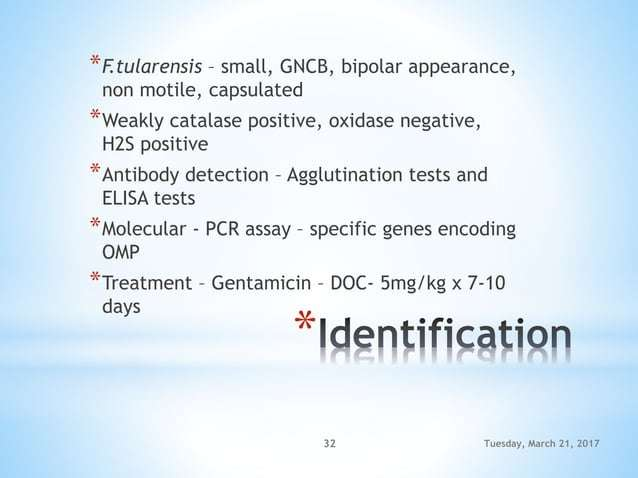 *F.tularensis – small, GNCB, bipolar appearance,
non motile, capsulated
*Weakly catalase positive, oxidase negative,
H2S positive
*Antibody detection – Agglutination tests and
ELISA tests
*Molecular - PCR assay – specific genes encoding
OMP
*Treatment – Gentamicin – DOC- 5mg/kg x 7-10
days
*Identification
32
Tuesday, March 21, 2017